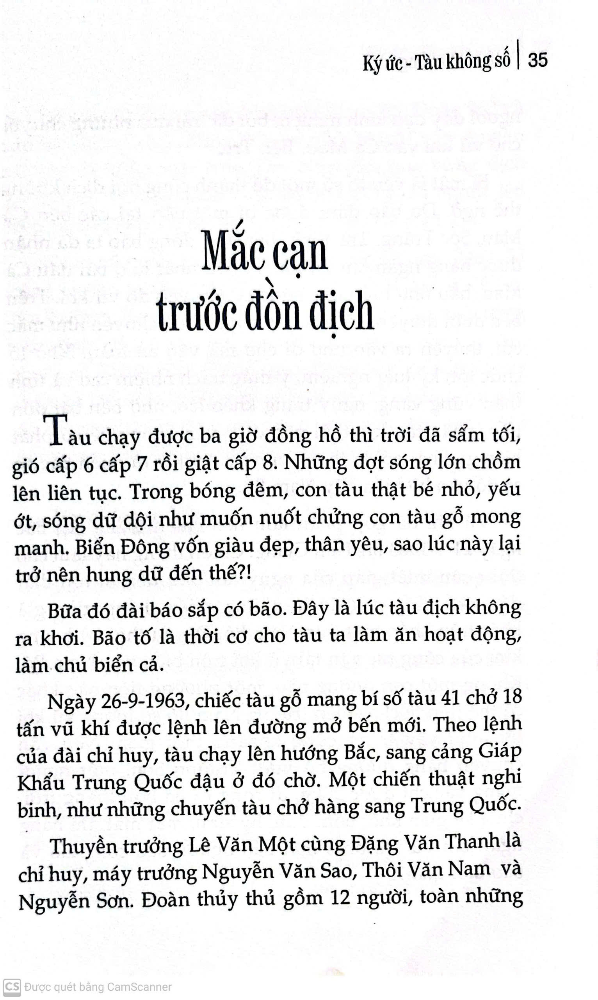 Ký ức - Tàu không số | 35
Mắc cạn
trước đồn địch
Tàu chạy được ba giờ đồng hồ thì trời đã sẩm tối,
gió cấp 6 cấp 7 rồi giật cấp 8. Những đợt sóng lớn chồm
lên liên tục. Trong bóng đêm, con tàu thật bé nhỏ, yếu
ớt, sóng dữ dội như muốn nuốt chửng con tàu gỗ mong
manh. Biển Đông vốn giàu đẹp, thân yêu, sao lúc này lại
trở nên hung dữ đến thế?!
Bữa đó đài báo sắp có bão. Đây là lúc tàu địch không
ra khơi. Bão tố là thời cơ cho tàu ta làm ăn hoạt động,
làm chủ biển cả.
Ngày 26-9-1963, chiếc tàu gỗ mang bí số tàu 41 chở 18
tấn vũ khí được lệnh lên đường mở bến mới. Theo lệnh
của đài chỉ huy, tàu chạy lên hướng Bắc, sang cảng Giáp
Khẩu Trung Quốc đậu ở đó chờ. Một chiến thuật nghi
binh, như những chuyến tàu chở hàng sang Trung Quốc.
Thuyền trưởng Lê Văn Một cùng Đặng Văn Thanh là
chỉ huy, máy trưởng Nguyễn Văn Sao, Thôi Văn Nam và
Nguyễn Sơn. Đoàn thủy thủ gồm 12 người, toàn những
CS Được quét bằng CamScanner